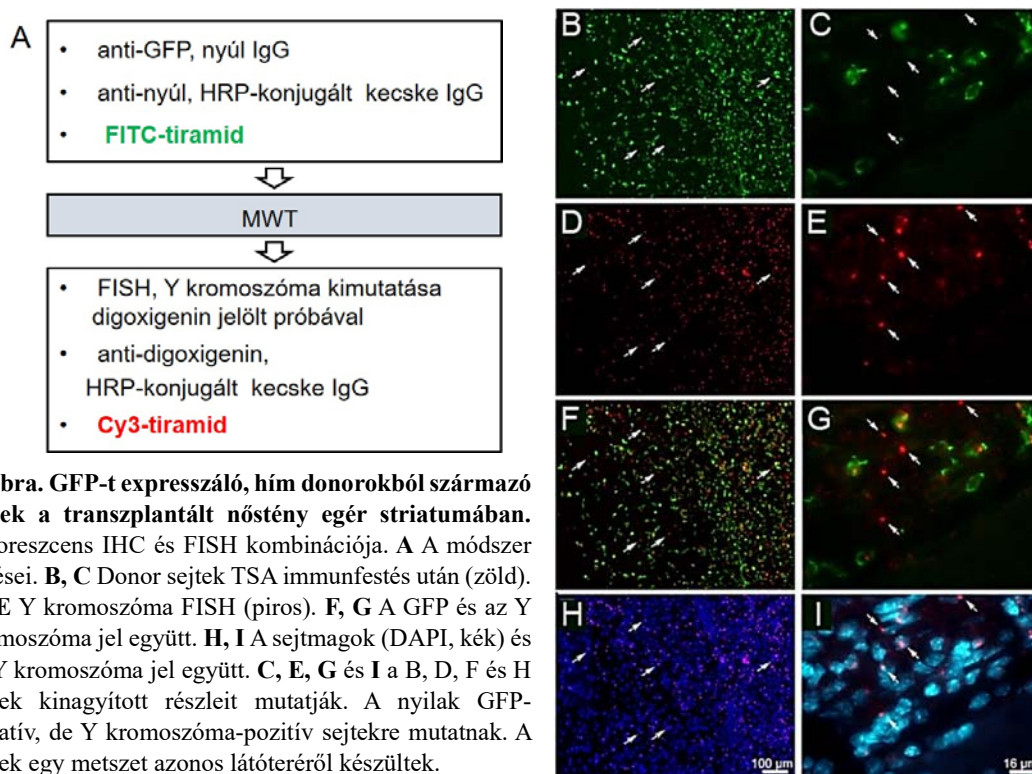 A
• anti-GFP, nyúl IgG
• anti-nyúl, HRP-konjugált kecske IgG
• FITC-tiramid
MWT
• FISH, Y kromoszóma kimutatása
digoxigenin jelölt próbával
• anti-digoxigenin,
HRP-konjugált kecske IgG
• Cy3-tiramid
bra. GFP-t expresszáló, hím donorokból származó
ek a transzplantált nőstény egér striatumában.
oreszcens IHC és FISH kombinációja. A A módszer
ései. B, C Donor sejtek TSA immunfestés után (zöld).
E Y kromoszóma FISH (piros). F, G A GFP és az Y
moszóma jel együtt. H, I A sejtmagok (DAPI, kék) és
Y kromoszóma jel együtt. C, E, G és I a B, D, F és H
ek kinagyított részleit mutatják. A nyilak GFP-
atív, de Y kromoszóma-pozitív sejtekre mutatnak. A
ek egy metszet azonos látóteréről készültek.
B
C
D
E
F
G
H
100 µm
I
16 µm